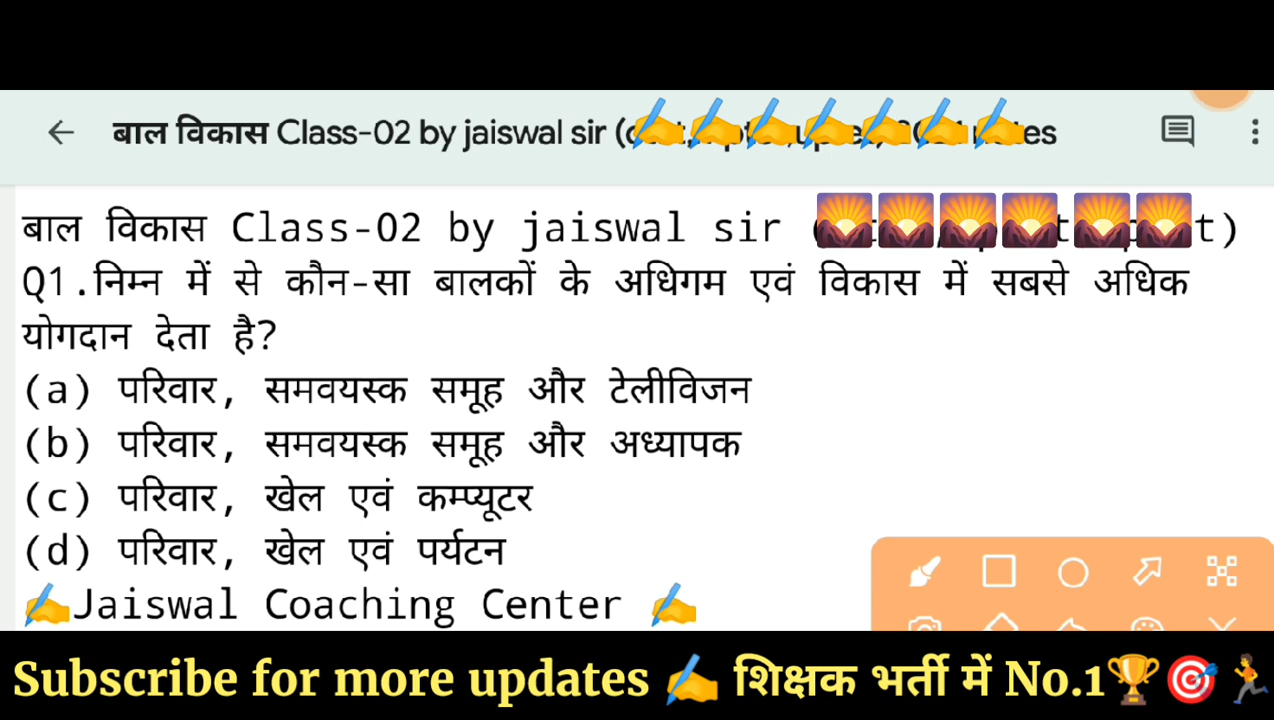 बाल विकास Class-02 by jaiswal sir
बाल विकास Class-02 by jaiswal sir
Q1.निम्न में से कौन-सा बालकों के अधिगम एवं विकास में सबसे अधिक
योगदान देता है?
(a) परिवार, समवयस्क समूह और टेलीविजन
(b) परिवार, समवयस्क समूह और अध्यापक
(c) परिवार, खेल एवं कम्प्यूटर
(d) परिवार, खेल एवं पर्यटन
✍Jaiswal Coaching Center ✍
Subscribe for more updates ✍ शिक्षक भर्ती में No.1🏆🎯🏃